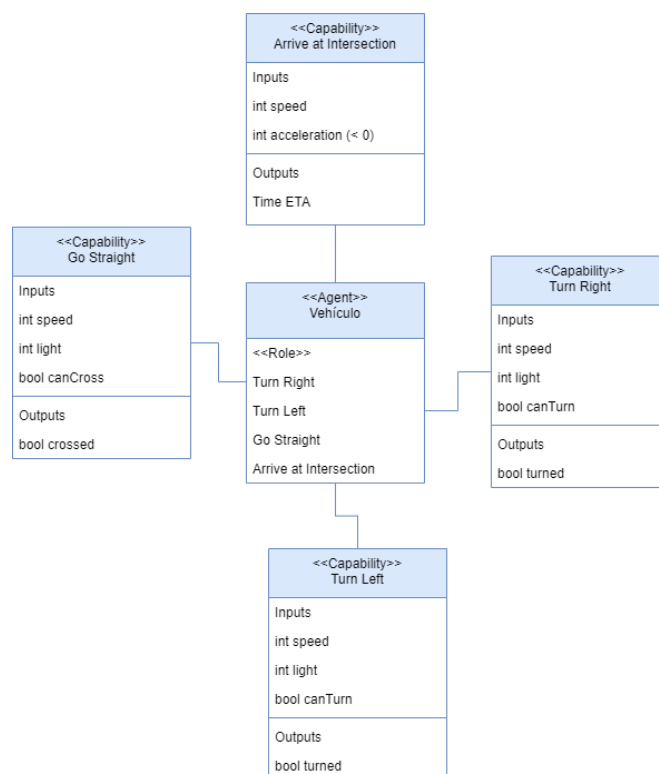 <<Capability>>
Arrive at Intersection
Inputs
int speed
int acceleration (< 0)
Outputs
Time ETA
<<Capability>>
Go Straight
Inputs
int speed
int light
bool canCross
Outputs
bool crossed
<<Agent>>
Vehículo
<<Role>>
Turn Right
Turn Left
Go Straight
Arrive at Intersection
<<Capability>>
Turn Right
Inputs
int speed
int light
bool canTurn
Outputs
bool turned
<<Capability>>
Turn Left
Inputs
int speed
int light
bool canTurn
Outputs
bool turned